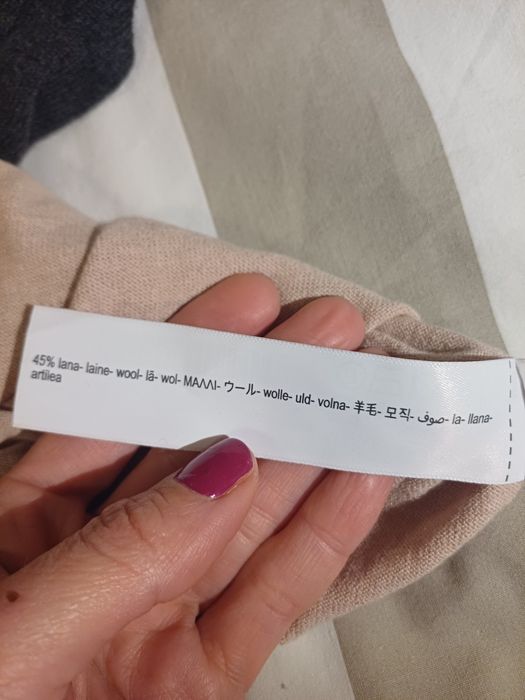 45% lana- laine- wool- lã- wol- ΜΑΛΛΙ- ウール- wolle- uld- volna- 羊毛- 모직- صوف- la- llana-
artilea